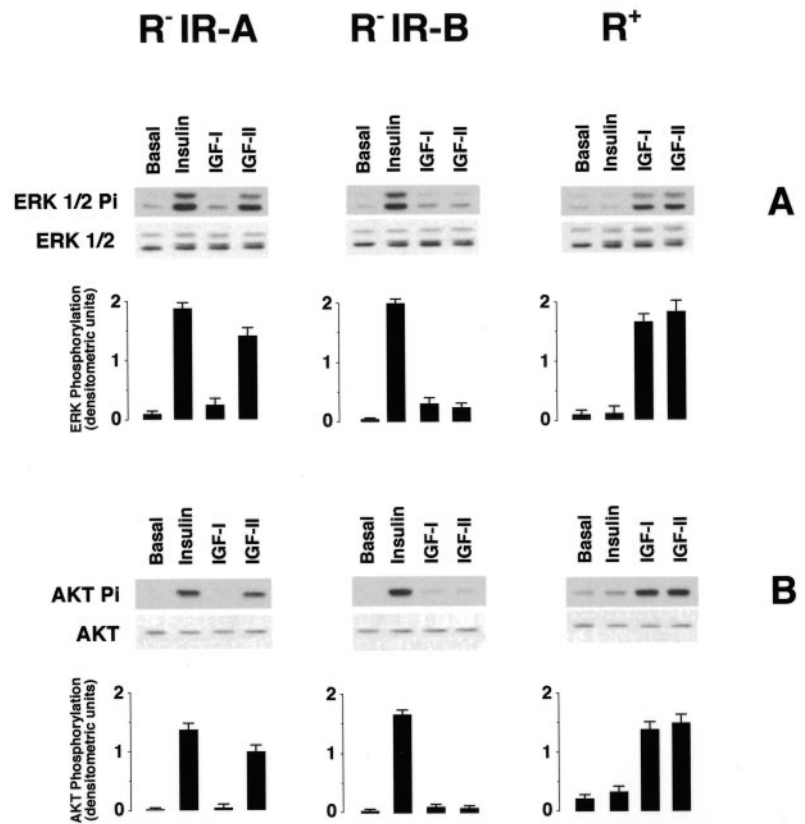 R- IR-A R- IR-B R+
Basal Insulin IGF-I IGF-II Basal Insulin IGF-I IGF-II Basal Insulin IGF-I IGF-II
ERK 1/2 Pi A
ERK 1/2
ERK Phosphorylation
(densitometric units)
2 2 2
1 1 1
0 0 0
Basal Insulin IGF-I IGF-II Basal Insulin IGF-I IGF-II Basal Insulin IGF-I IGF-II
AKT Pi B
AKT
AKT Phosphorylation
(densitometric units)
2 2 2
1 1 1
0 0 0